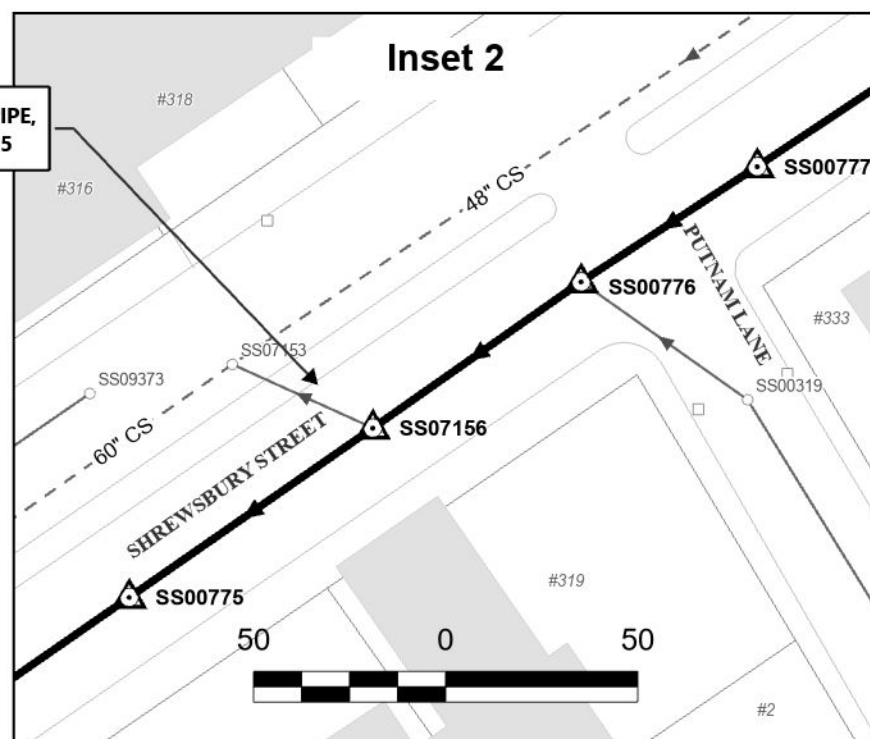 Inset 2
#318
IPE,
5
#316
48" CS
SS00777
PUTNAM LANE
SS00776
#333
SS07153
SS09373
SS00319
SS07156
60" CS
SHREWSBURY STREET
#319
SS00775
50 0 50
#2